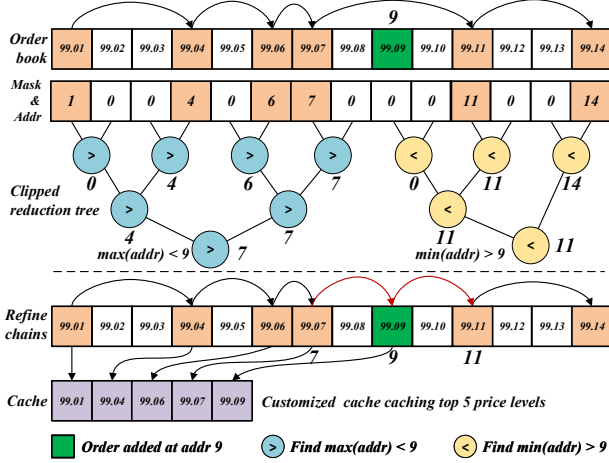 9
Order book 99.01 99.02 99.03 99.04 99.05 99.06 99.07 99.08 99.09 99.10 99.11 99.12 99.13 99.14
Mask & Addr 1 0 0 4 0 6 7 0 0 0 11 0 0 14
> > > > < < <
0 4 6 7 0 11 14
Clipped reduction tree
> > <
4 7 11
max(addr) < 9 > 7 min(addr) > 9 < 11
Refine chains 99.01 99.02 99.03 99.04 99.05 99.06 99.07 99.08 99.09 99.10 99.11 99.12 99.13 99.14
7 9 11
Cache 99.01 99.04 99.06 99.07 99.09 Customized cache caching top 5 price levels
Order added at addr 9 > Find max(addr) < 9 < Find min(addr) > 9